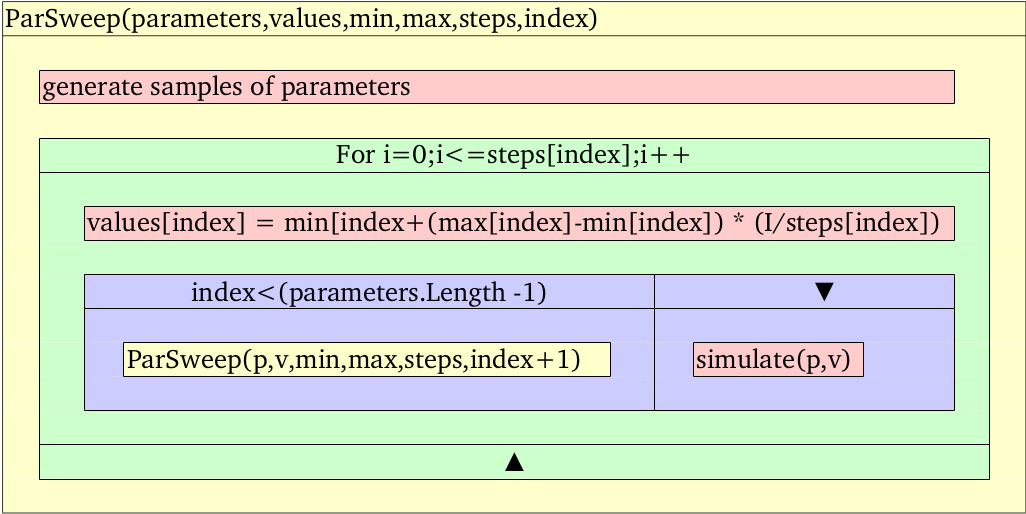 ParSweep(parameters,values,min,max,steps,index)
generate samples of parameters
For i=0;i<=steps[index];i++
values[index] = min[index+(max[index]-min[index]) * (I/steps[index])
index<(parameters.Length -1)
▼
ParSweep(p,v,min,max,steps,index+1)
simulate(p,v)
▲